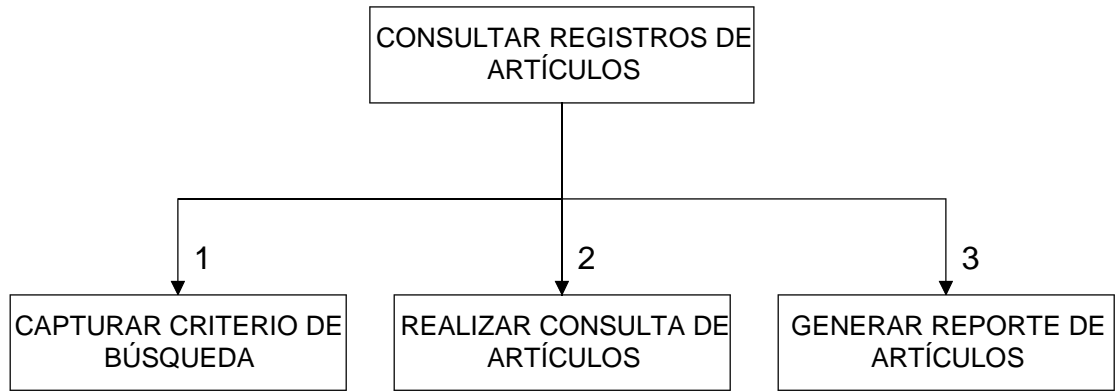 CONSULTAR REGISTROS DE
ARTÍCULOS
1
2
3
CAPTURAR CRITERIO DE
BÚSQUEDA
REALIZAR CONSULTA DE
ARTÍCULOS
GENERAR REPORTE DE
ARTÍCULOS